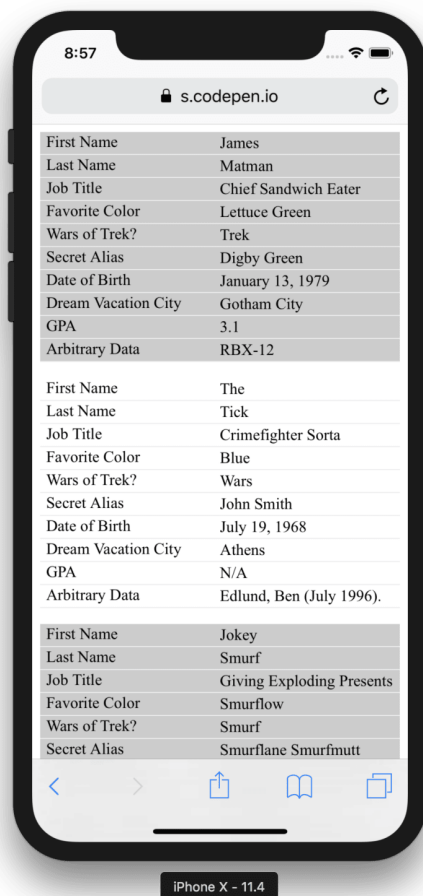 8:57
s.codepen.io
First Name James
Last Name Matman
Job Title Chief Sandwich Eater
Favorite Color Lettuce Green
Wars of Trek? Trek
Secret Alias Digby Green
Date of Birth January 13, 1979
Dream Vacation City Gotham City
GPA 3.1
Arbitrary Data RBX-12
First Name The
Last Name Tick
Job Title Crimefighter Sorta
Favorite Color Blue
Wars of Trek? Wars
Secret Alias John Smith
Date of Birth July 19, 1968
Dream Vacation City Athens
GPA N/A
Arbitrary Data Edlund, Ben (July 1996).
First Name Jokey
Last Name Smurf
Job Title Giving Exploding Presents
Favorite Color Smurflow
Wars of Trek? Smurf
Secret Alias Smurflane Smurfmutt
iPhone X - 11.4